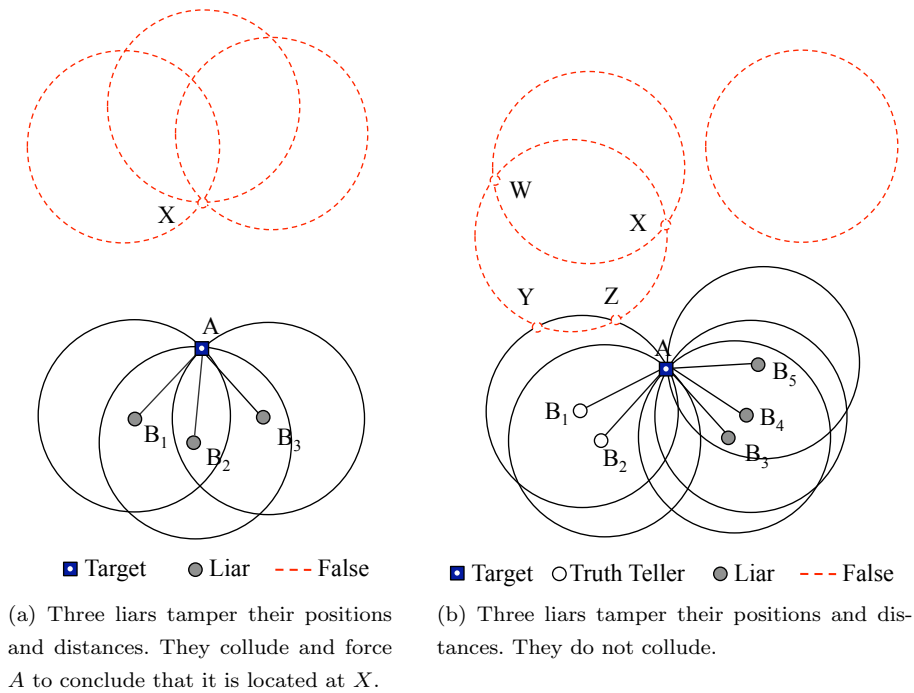 X
A
B1
B2
B3
Target Liar False
(a) Three liars tamper their positions
and distances. They collude and force
A to conclude that it is located at X.
W
X
Y
Z
A
B5
B1
B4
B2
B3
Target Truth Teller Liar False
(b) Three liars tamper their positions and dis-
tances. They do not collude.